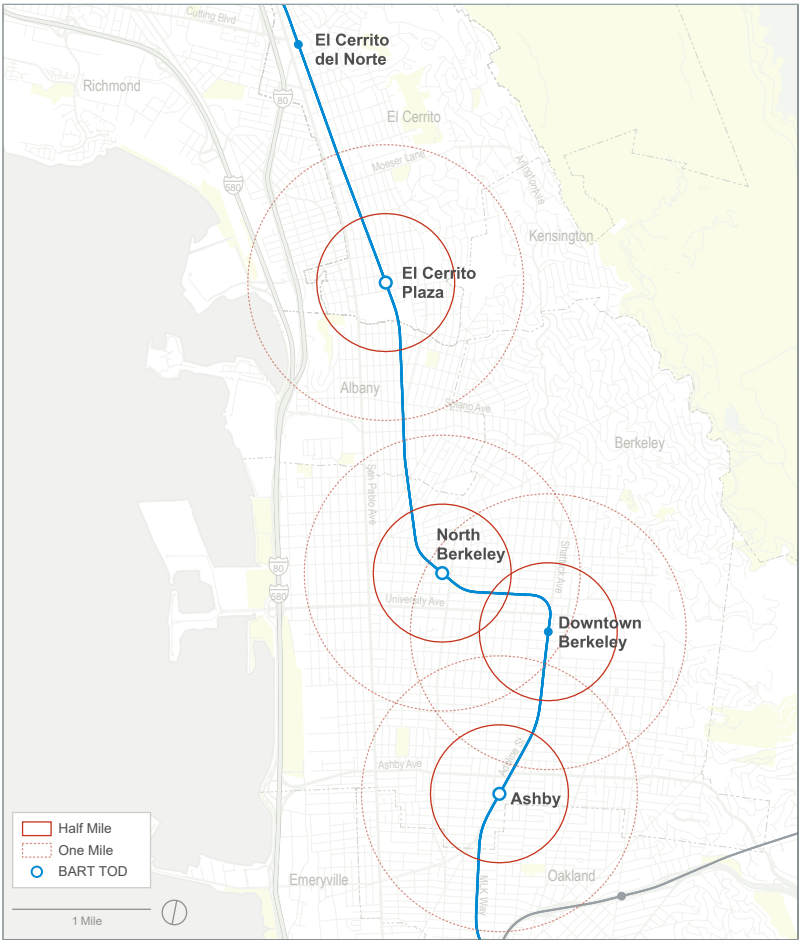 Cutting Blvd
El Cerrito
del Norte
Richmond
80
El Cerrito
Moeser Lane
Arlington Ave
580
Kensington
El Cerrito
Plaza
Albany
Solano Ave
Berkeley
San Pablo Ave
North
Berkeley
Shattuck Ave
80
580
University Ave
Downtown
Berkeley
Adeline St
Ashby Ave
Ashby
Half Mile
One Mile
BART TOD
Emeryville
Oakland
MLK Way
1 Mile